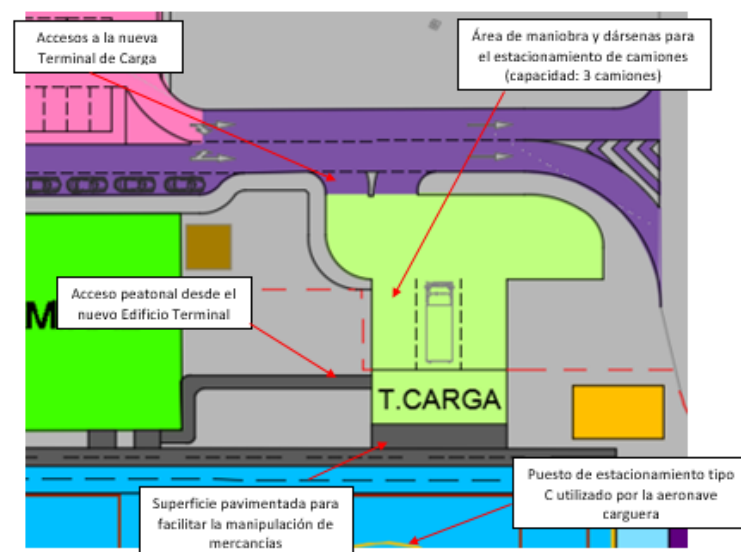 Accesos a la nueva
Terminal de Carga
Área de maniobra y dársenas para
el estacionamiento de camiones
(capacidad: 3 camiones)
Acceso peatonal desde el
nuevo Edificio Terminal
M
T.CARGA
Superficie pavimentada para
facilitar la manipulación de
mercancías
Puesto de estacionamiento tipo
C utilizado por la aeronave
carguera